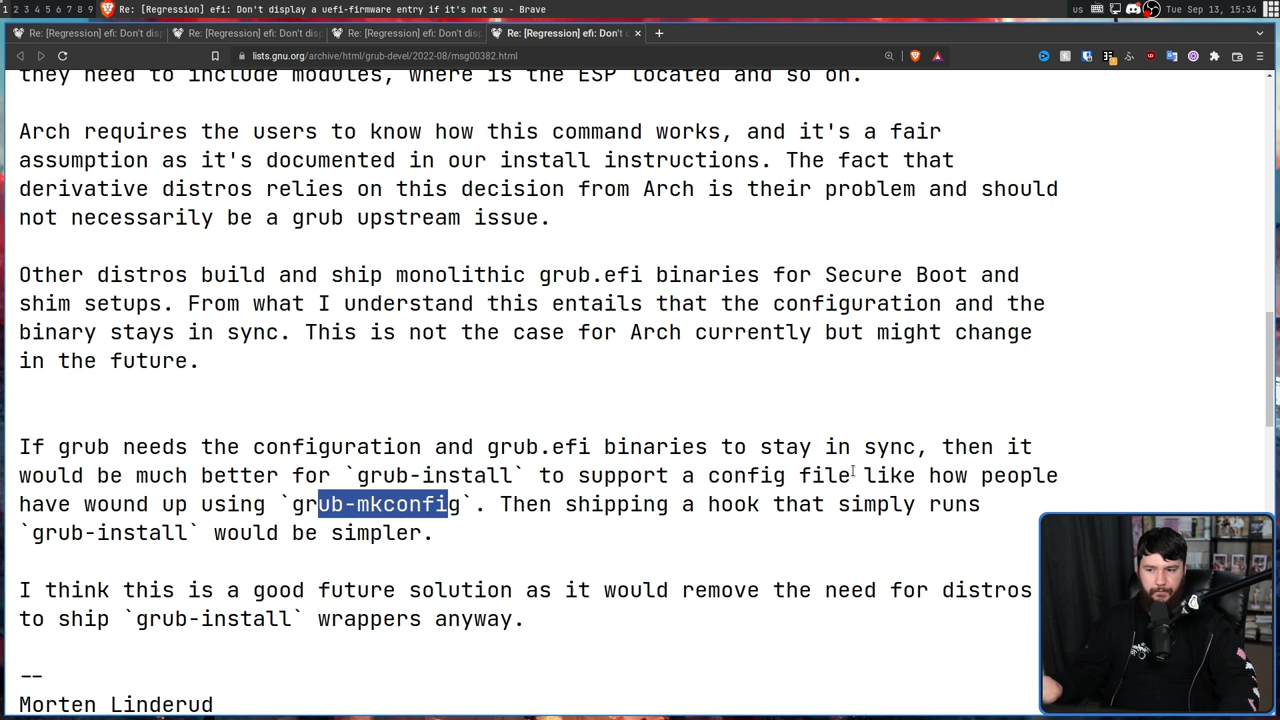 1 2 3 4 5 6 7 8 9 Re: [Regression] efi: Don't display a uefi-firmware entry if it's not su - Brave us Tue Sep 13, 15:34
Re: [Regression] efi: Don't disp Re: [Regression] efi: Don't disp Re: [Regression] efi: Don't disp Re: [Regression] efi: Don't d
lists.gnu.org/archive/html/grub-devel/2022-08/msg00382.html
they need to include modules, where is the ESP located and so on.
Arch requires the users to know how this command works, and it's a fair
assumption as it's documented in our install instructions. The fact that
derivative distros relies on this decision from Arch is their problem and should
not necessarily be a grub upstream issue.
Other distros build and ship monolithic grub.efi binaries for Secure Boot and
shim setups. From what I understand this entails that the configuration and the
binary stays in sync. This is not the case for Arch currently but might change
in the future.
If grub needs the configuration and grub.efi binaries to stay in sync, then it
would be much better for `grub-install` to support a config file like how people
have wound up using `grub-mkconfig`. Then shipping a hook that simply runs
`grub-install` would be simpler.
I think this is a good future solution as it would remove the need for distros
to ship `grub-install` wrappers anyway.
--
Morten Linderud